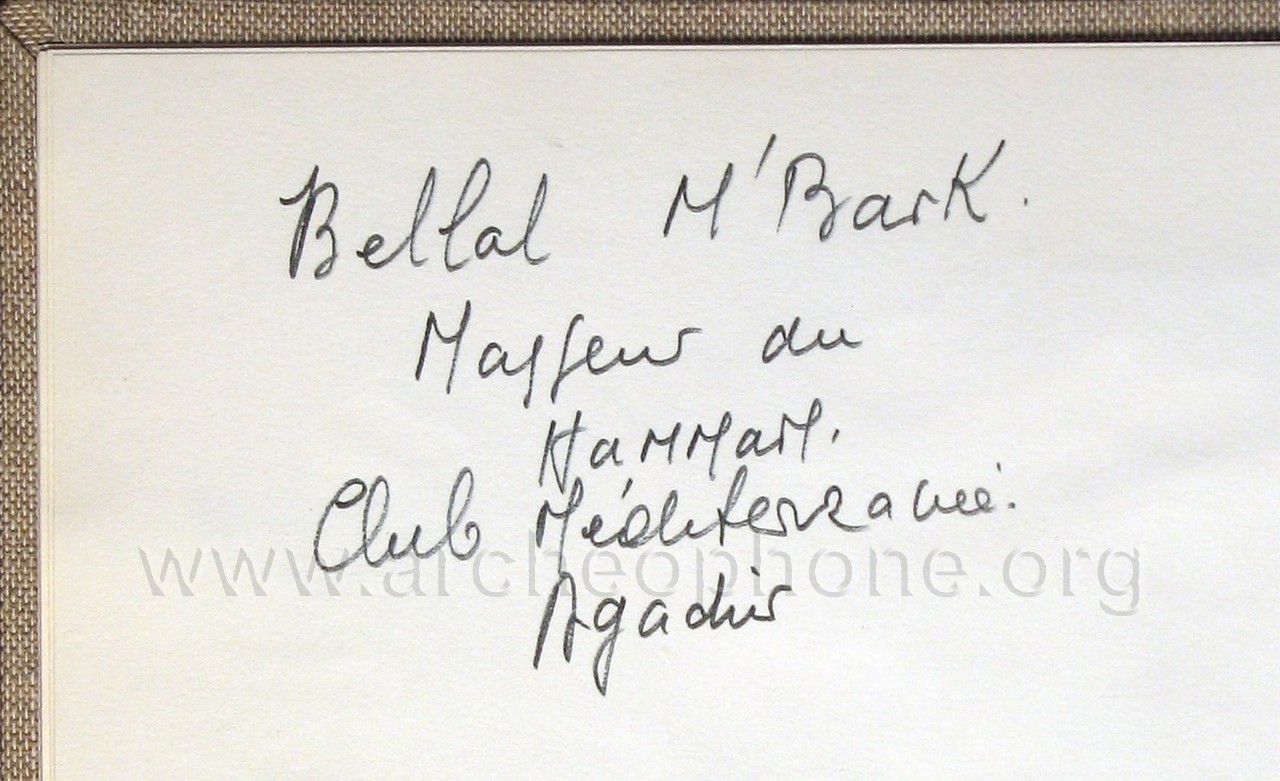 Bellal M'Bark.
Masseur du
Hammam.
Club Méditerranée.
www.archeophone.org
Agadir